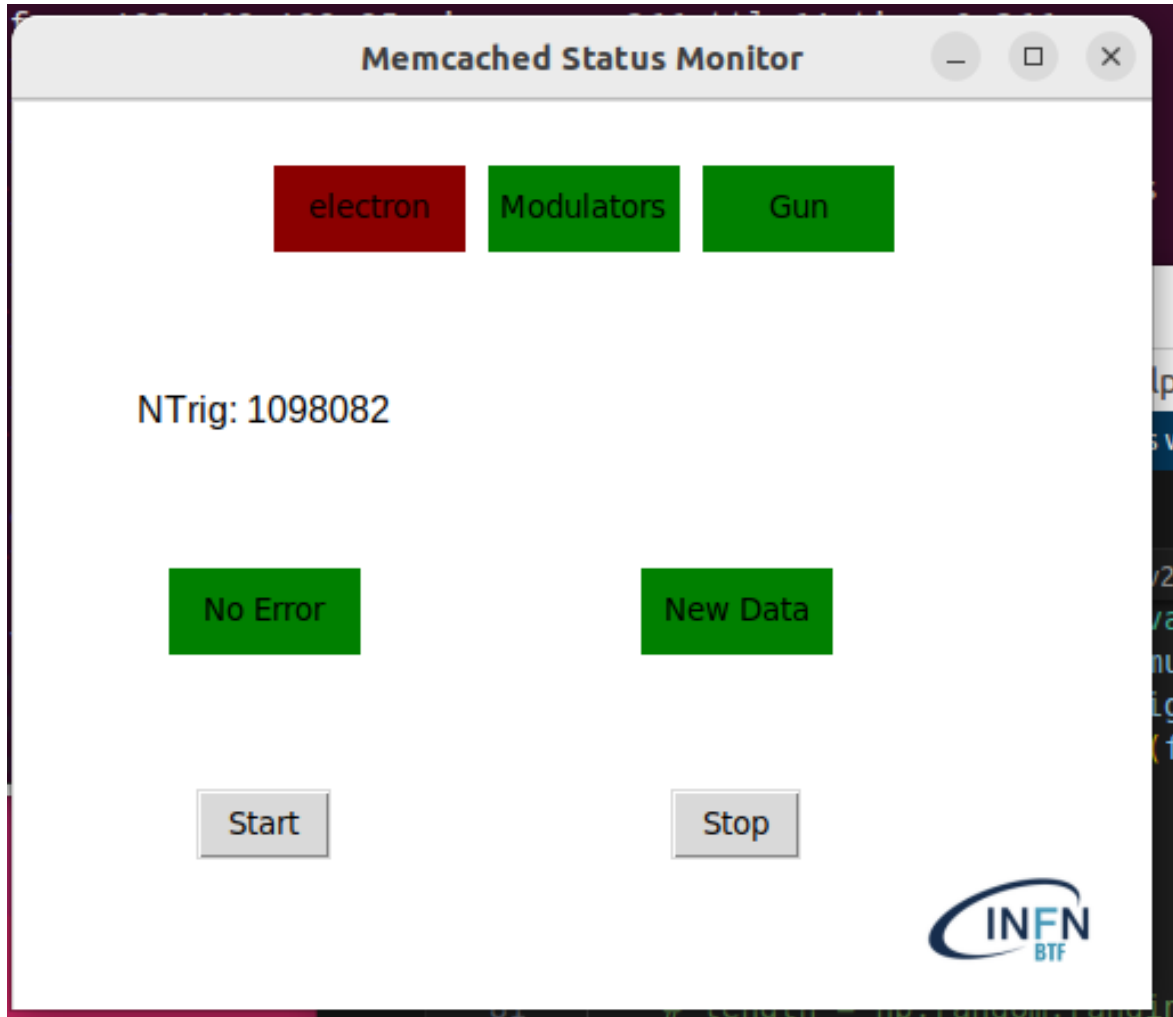 Memcached Status Monitor
electron Modulators Gun
NTrig: 1098082
No Error New Data
Start Stop
INFN
BTF